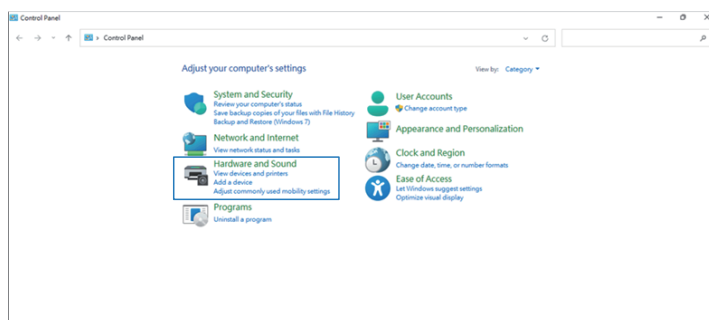 Control Panel
Control Panel
Adjust your computer's settings
View by: Category
System and Security
Review your computer's status
Save backup copies of your files with File History
Backup and Restore (Windows 7)
Network and Internet
View network status and tasks
Hardware and Sound
View devices and printers
Add a device
Adjust commonly used mobility settings
Programs
Uninstall a program
User Accounts
Change account type
Appearance and Personalization
Clock and Region
Change date, time, or number formats
Ease of Access
Let Windows suggest settings
Optimize visual display